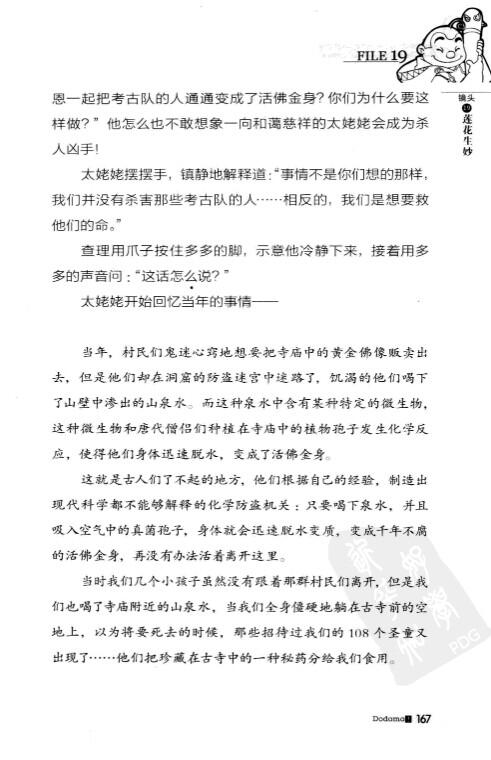 FILE 19
镜头
19
莲花生妙
恩一起把考古队的人通通变成了活佛金身?你们为什么要这
样做?”他怎么也不敢想象一向和蔼慈祥的太姥姥会成为杀
人凶手!
太姥姥摆摆手，镇静地解释道:“事情不是你们想的那样，
我们并没有杀害那些考古队的人……相反的，我们是想要救
他们的命。”
查理用爪子按住多多的脚，示意他冷静下来，接着用多
多的声音问:“这话怎么说?”
太姥姥开始回忆当年的事情——
当年，村民们鬼迷心窍地想要把寺庙中的黄金佛像贩卖出
去，但是他们却在洞窟的防盗迷宫中迷路了，饥渴的他们喝下
了山壁中渗出的山泉水。而这种泉水中含有某种特定的微生物，
这种微生物和唐代僧侣们种植在寺庙中的植物孢子发生化学反
应，使得他们身体迅速脱水，变成了活佛金身。
这就是古人们了不起的地方，他们根据自己的经验，制造出
现代科学都不能够解释的化学防盗机关:只要喝下泉水，并且
吸入空气中的真菌孢子，身体就会迅速脱水变质，变成千年不腐
的活佛金身，再没有办法活着离开这里。
当时我们几个小孩子虽然没有跟着那群村民们离开，但是我
们也喝了寺庙附近的山泉水，当我们全身僵硬地躺在古寺前的空
地上，以为将要死去的时候，那些招待过我们的 108 个圣童又
出现了……他们把珍藏在古寺中的一种秘药分给我们食用。
PDG
Dodomo 167